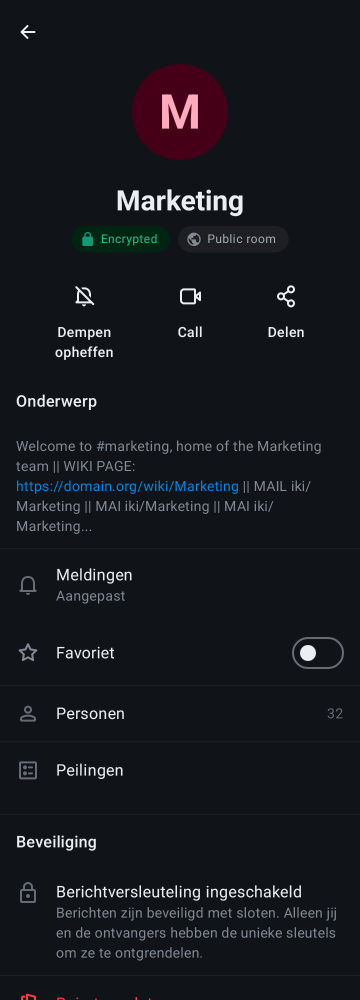 M
Marketing
Encrypted
Public room
Dempen
opheffen
Call
Delen
Onderwerp
Welcome to #marketing, home of the Marketing
team || WIKI PAGE:
https://domain.org/wiki/Marketing || MAIL iki/
Marketing || MAI iki/Marketing || MAI iki/
Marketing...
Meldingen
Aangepast
Favoriet
Personen
32
Peilingen
Beveiliging
Berichtversleuteling ingeschakeld
Berichten zijn beveiligd met sloten. Alleen jij
en de ontvangers hebben de unieke sleutels
om ze te ontgrendelen.